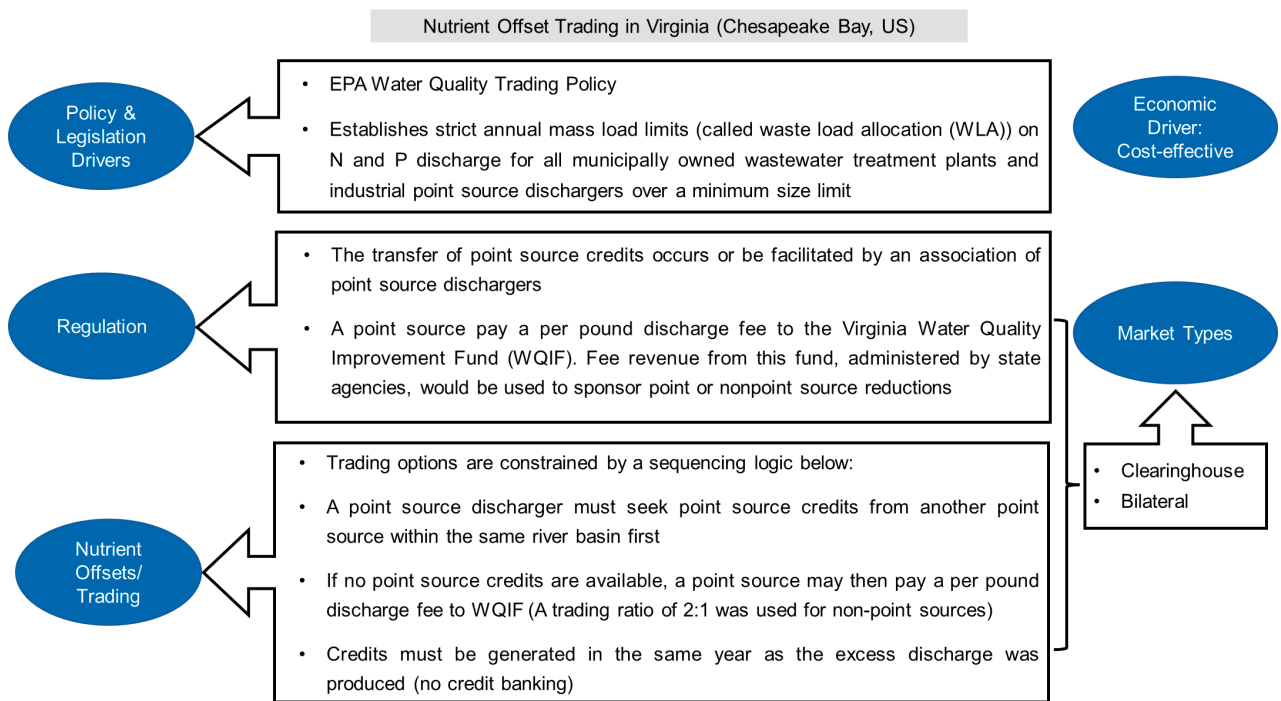 Nutrient Offset Trading in Virginia (Chesapeake Bay, US)
Policy &
Legislation
Drivers
• EPA Water Quality Trading Policy
• Establishes strict annual mass load limits (called waste load allocation (WLA)) on
N and P discharge for all municipally owned wastewater treatment plants and
industrial point source dischargers over a minimum size limit
Economic
Driver:
Cost-effective
Regulation
• The transfer of point source credits occurs or be facilitated by an association of
point source dischargers
• A point source pay a per pound discharge fee to the Virginia Water Quality
Improvement Fund (WQIF). Fee revenue from this fund, administered by state
agencies, would be used to sponsor point or nonpoint source reductions
Market Types
• Clearinghouse
• Bilateral
Nutrient
Offsets/
Trading
• Trading options are constrained by a sequencing logic below:
• A point source discharger must seek point source credits from another point
source within the same river basin first
• If no point source credits are available, a point source may then pay a per pound
discharge fee to WQIF (A trading ratio of 2:1 was used for non-point sources)
• Credits must be generated in the same year as the excess discharge was
produced (no credit banking)